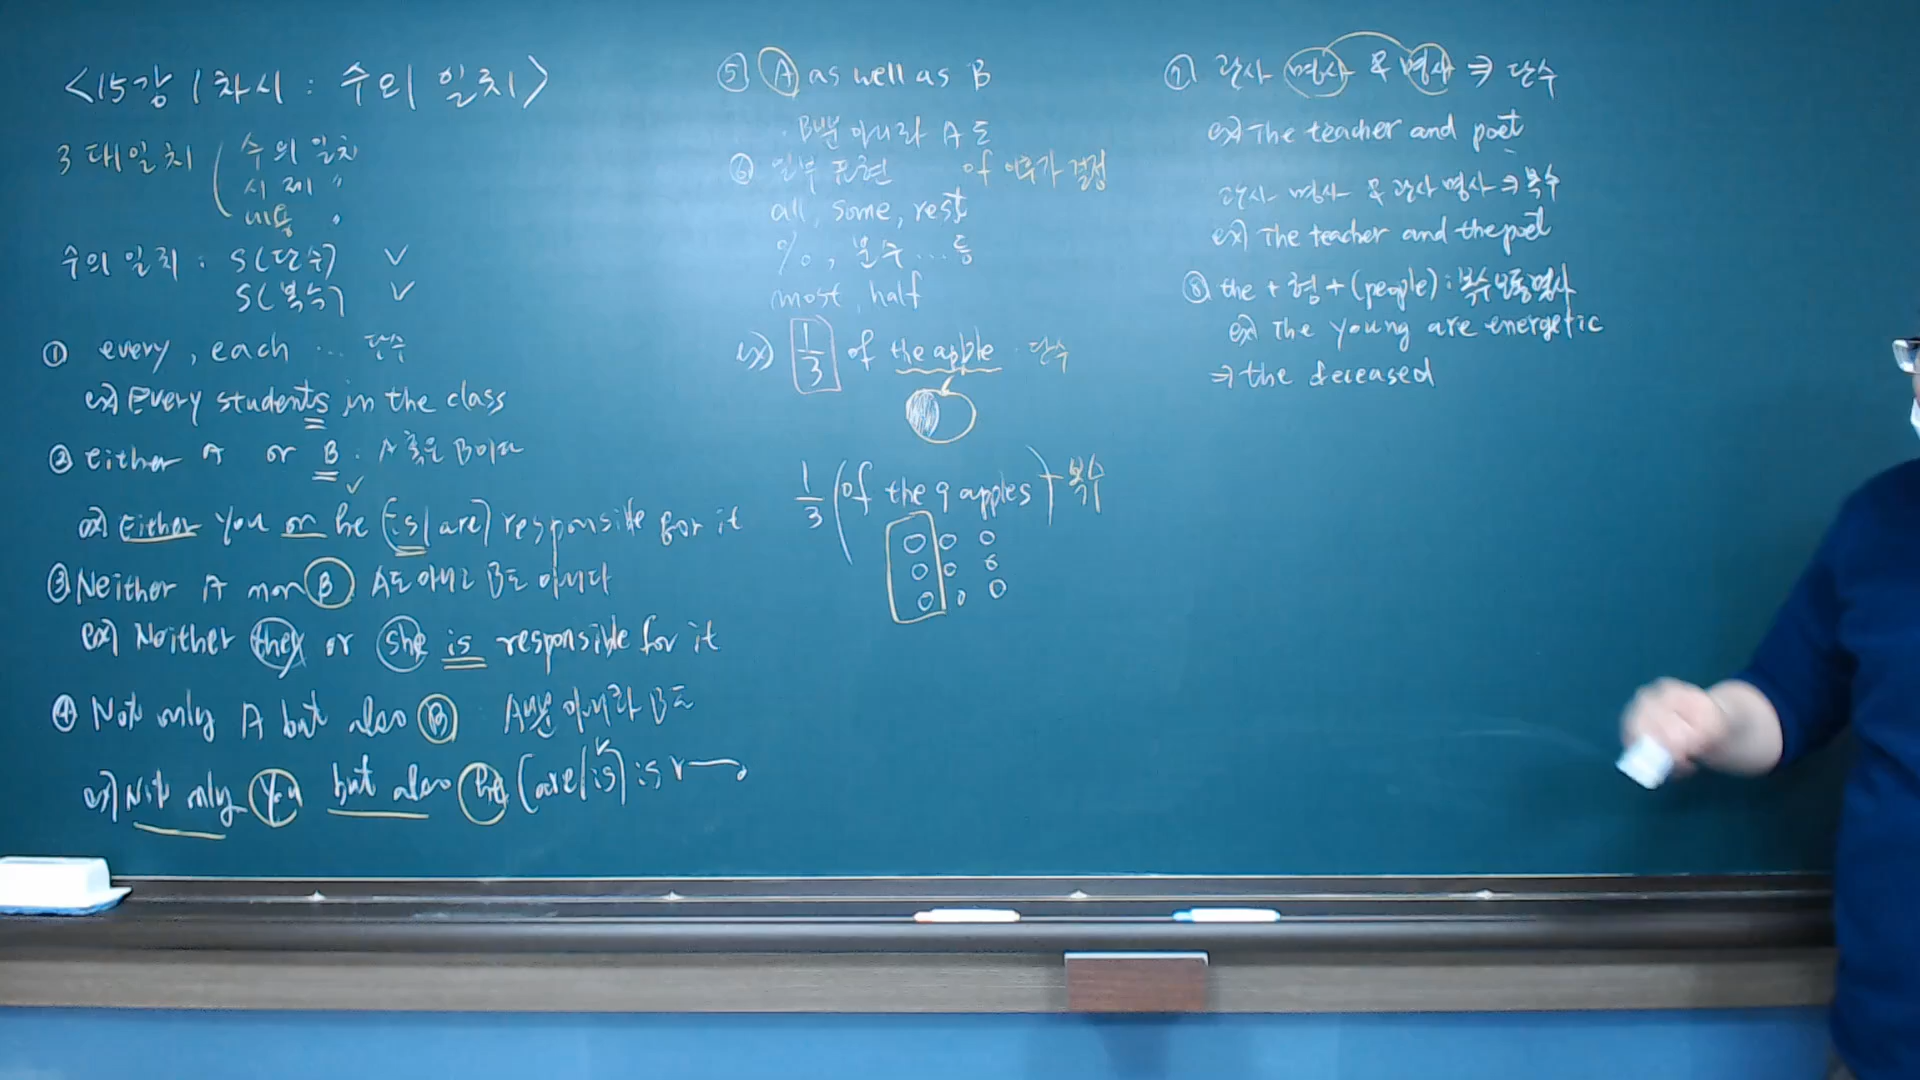 <15강 1차시 : 수의 일치>
3대일치 수의 일치
시제 〃
내용 〃
수의 일치 : S(단수) V
S(복수) V
① every, each ... 단수
ex) Every students in the class
② either A or B . A 혹은 B이다
ex) Either you or he (is/are) responsible for it
③ Neither A nor B A도 아니고 B도 아니다
ex) Neither they or she is responsible for it
④ Not only A but also B A뿐 아니라 B도
ex) Not only you but also he (are/is) is r
⑤ A as well as B
. B뿐 아니라 A도
⑥ 일부 표현 of 이후가 결정
all, some, rest
%, 분수 ... 등
most, half
ex) 1/3 of the apple . 단수
1/3 (of the 9 apples) 복수
⑦ 관사 명사 & 명사 ⇒ 단수
ex) The teacher and poet
관사 명사 & 관사 명사 ⇒ 복수
ex) The teacher and the poet
⑧ the + 형 + (people) : 복수 보통명사
ex) The young are energetic
⇒ the deceased